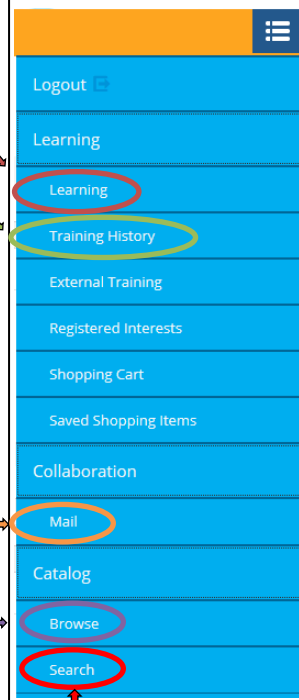 Logout
Learning
Learning
Training History
External Training
Registered Interests
Shopping Cart
Saved Shopping Items
Collaboration
Mail
Catalog
Browse
Search